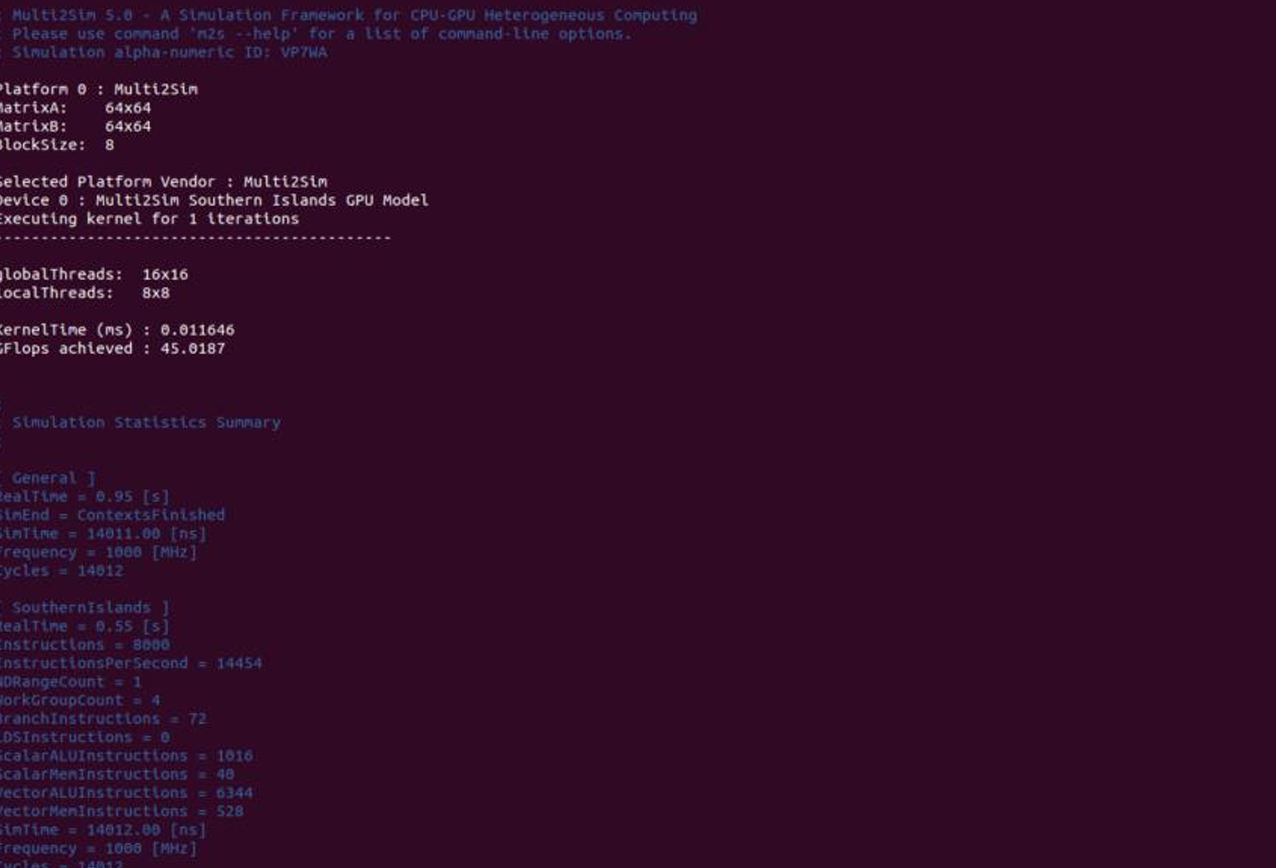 ; Multi2Sim 5.0 - A Simulation Framework for CPU-GPU Heterogeneous Computing
; Please use command 'm2s --help' for a list of command-line options.
; Simulation alpha-numeric ID: VP7WA
Platform 0 : Multi2Sim
MatrixA: 64x64
MatrixB: 64x64
BlockSize: 8
Selected Platform Vendor : Multi2Sim
Device 0 : Multi2Sim Southern Islands GPU Model
Executing kernel for 1 iterations
-------------------------------------------
globalThreads: 16x16
localThreads: 8x8
KernelTime (ms) : 0.011646
GFlops achieved : 45.0187
;
; Simulation Statistics Summary
;
[ General ]
RealTime = 0.95 [s]
SimEnd = ContextsFinished
SimTime = 14011.00 [ns]
Frequency = 1000 [MHz]
Cycles = 14012
[ SouthernIslands ]
RealTime = 0.55 [s]
Instructions = 8000
InstructionsPerSecond = 14454
NDRangeCount = 1
WorkGroupCount = 4
BranchInstructions = 72
LDSInstructions = 0
ScalarALUInstructions = 1016
ScalarMemInstructions = 40
VectorALUInstructions = 6344
VectorMemInstructions = 528
SimTime = 14012.00 [ns]
Frequency = 1000 [MHz]
Cycles = 14012